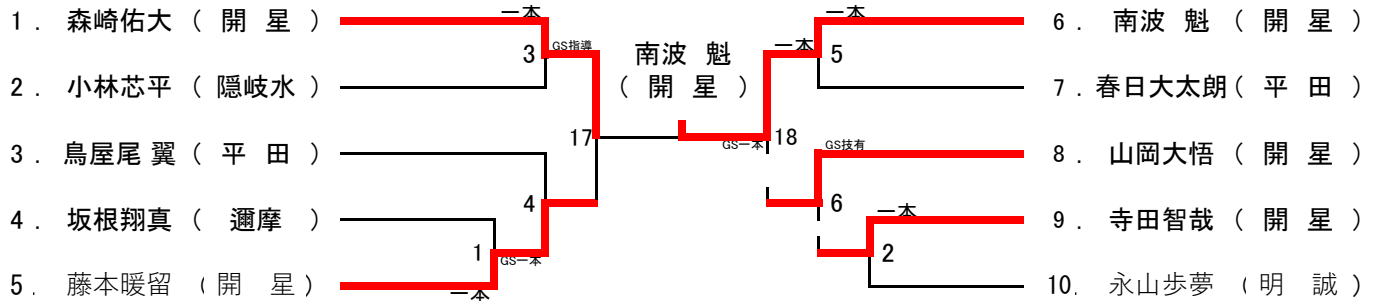 1． 森崎佑大（ 開 星 ）
2． 小林芯平（ 隠岐水 ）
3． 鳥屋尾 翼（ 平 田 ）
4． 坂根翔真（ 邇摩 ）
5． 藤本暖留（ 開 星 ）
一本
3
GS指導
17
4
1
GS一本
一本
南波 魁
（ 開 星 ）
GS一本
18
一本
一本
5
GS技有
6
一本
2
6． 南波 魁（ 開 星 ）
7．春日大太朗（ 平 田 ）
8． 山岡大悟（ 開 星 ）
9． 寺田智哉（ 開 星 ）
10． 永山歩夢（ 明 誠 ）